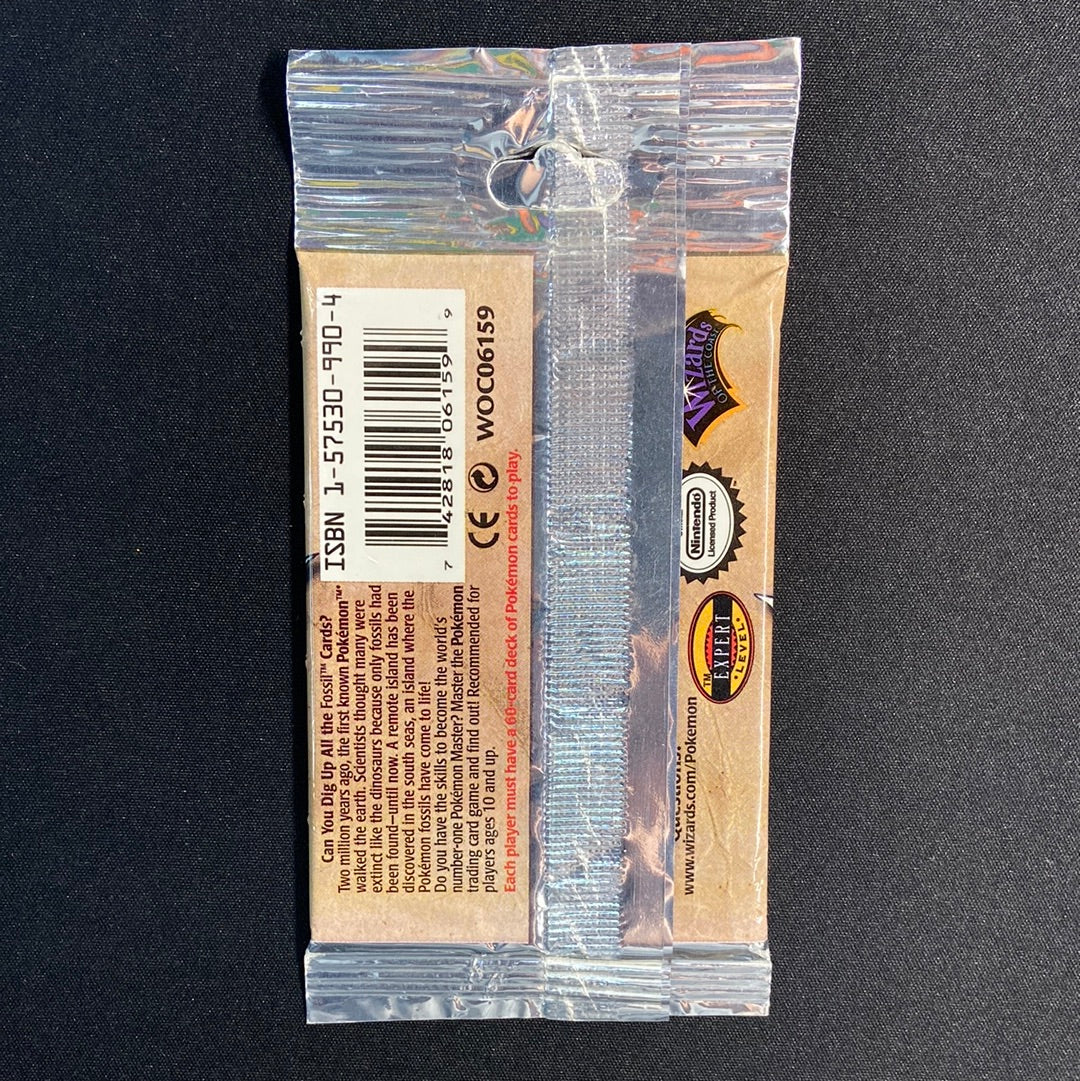 Can You Dig Up All the Fossil™ Cards?
Two million years ago, the first known Pokémon™
walked the earth. Scientists thought many were
extinct like the dinosaurs because only fossils had
been found—until now. A remote island has been
discovered in the south seas, an island where the
Pokémon fossils have come to life!
Do you have the skills to become the world's
number-one Pokémon Master? Master the Pokémon
trading card game and find out! Recommended for
players ages 10 and up.
Each player must have a 60-card deck of Pokémon cards to play.
ISBN 1-57530-990-4
7 42818 06159 9
CE WOC06159
www.wizards.com/Pokemon
TM
EXPERT
LEVEL
Nintendo
Licensed Product
Wizards
OF THE COAST